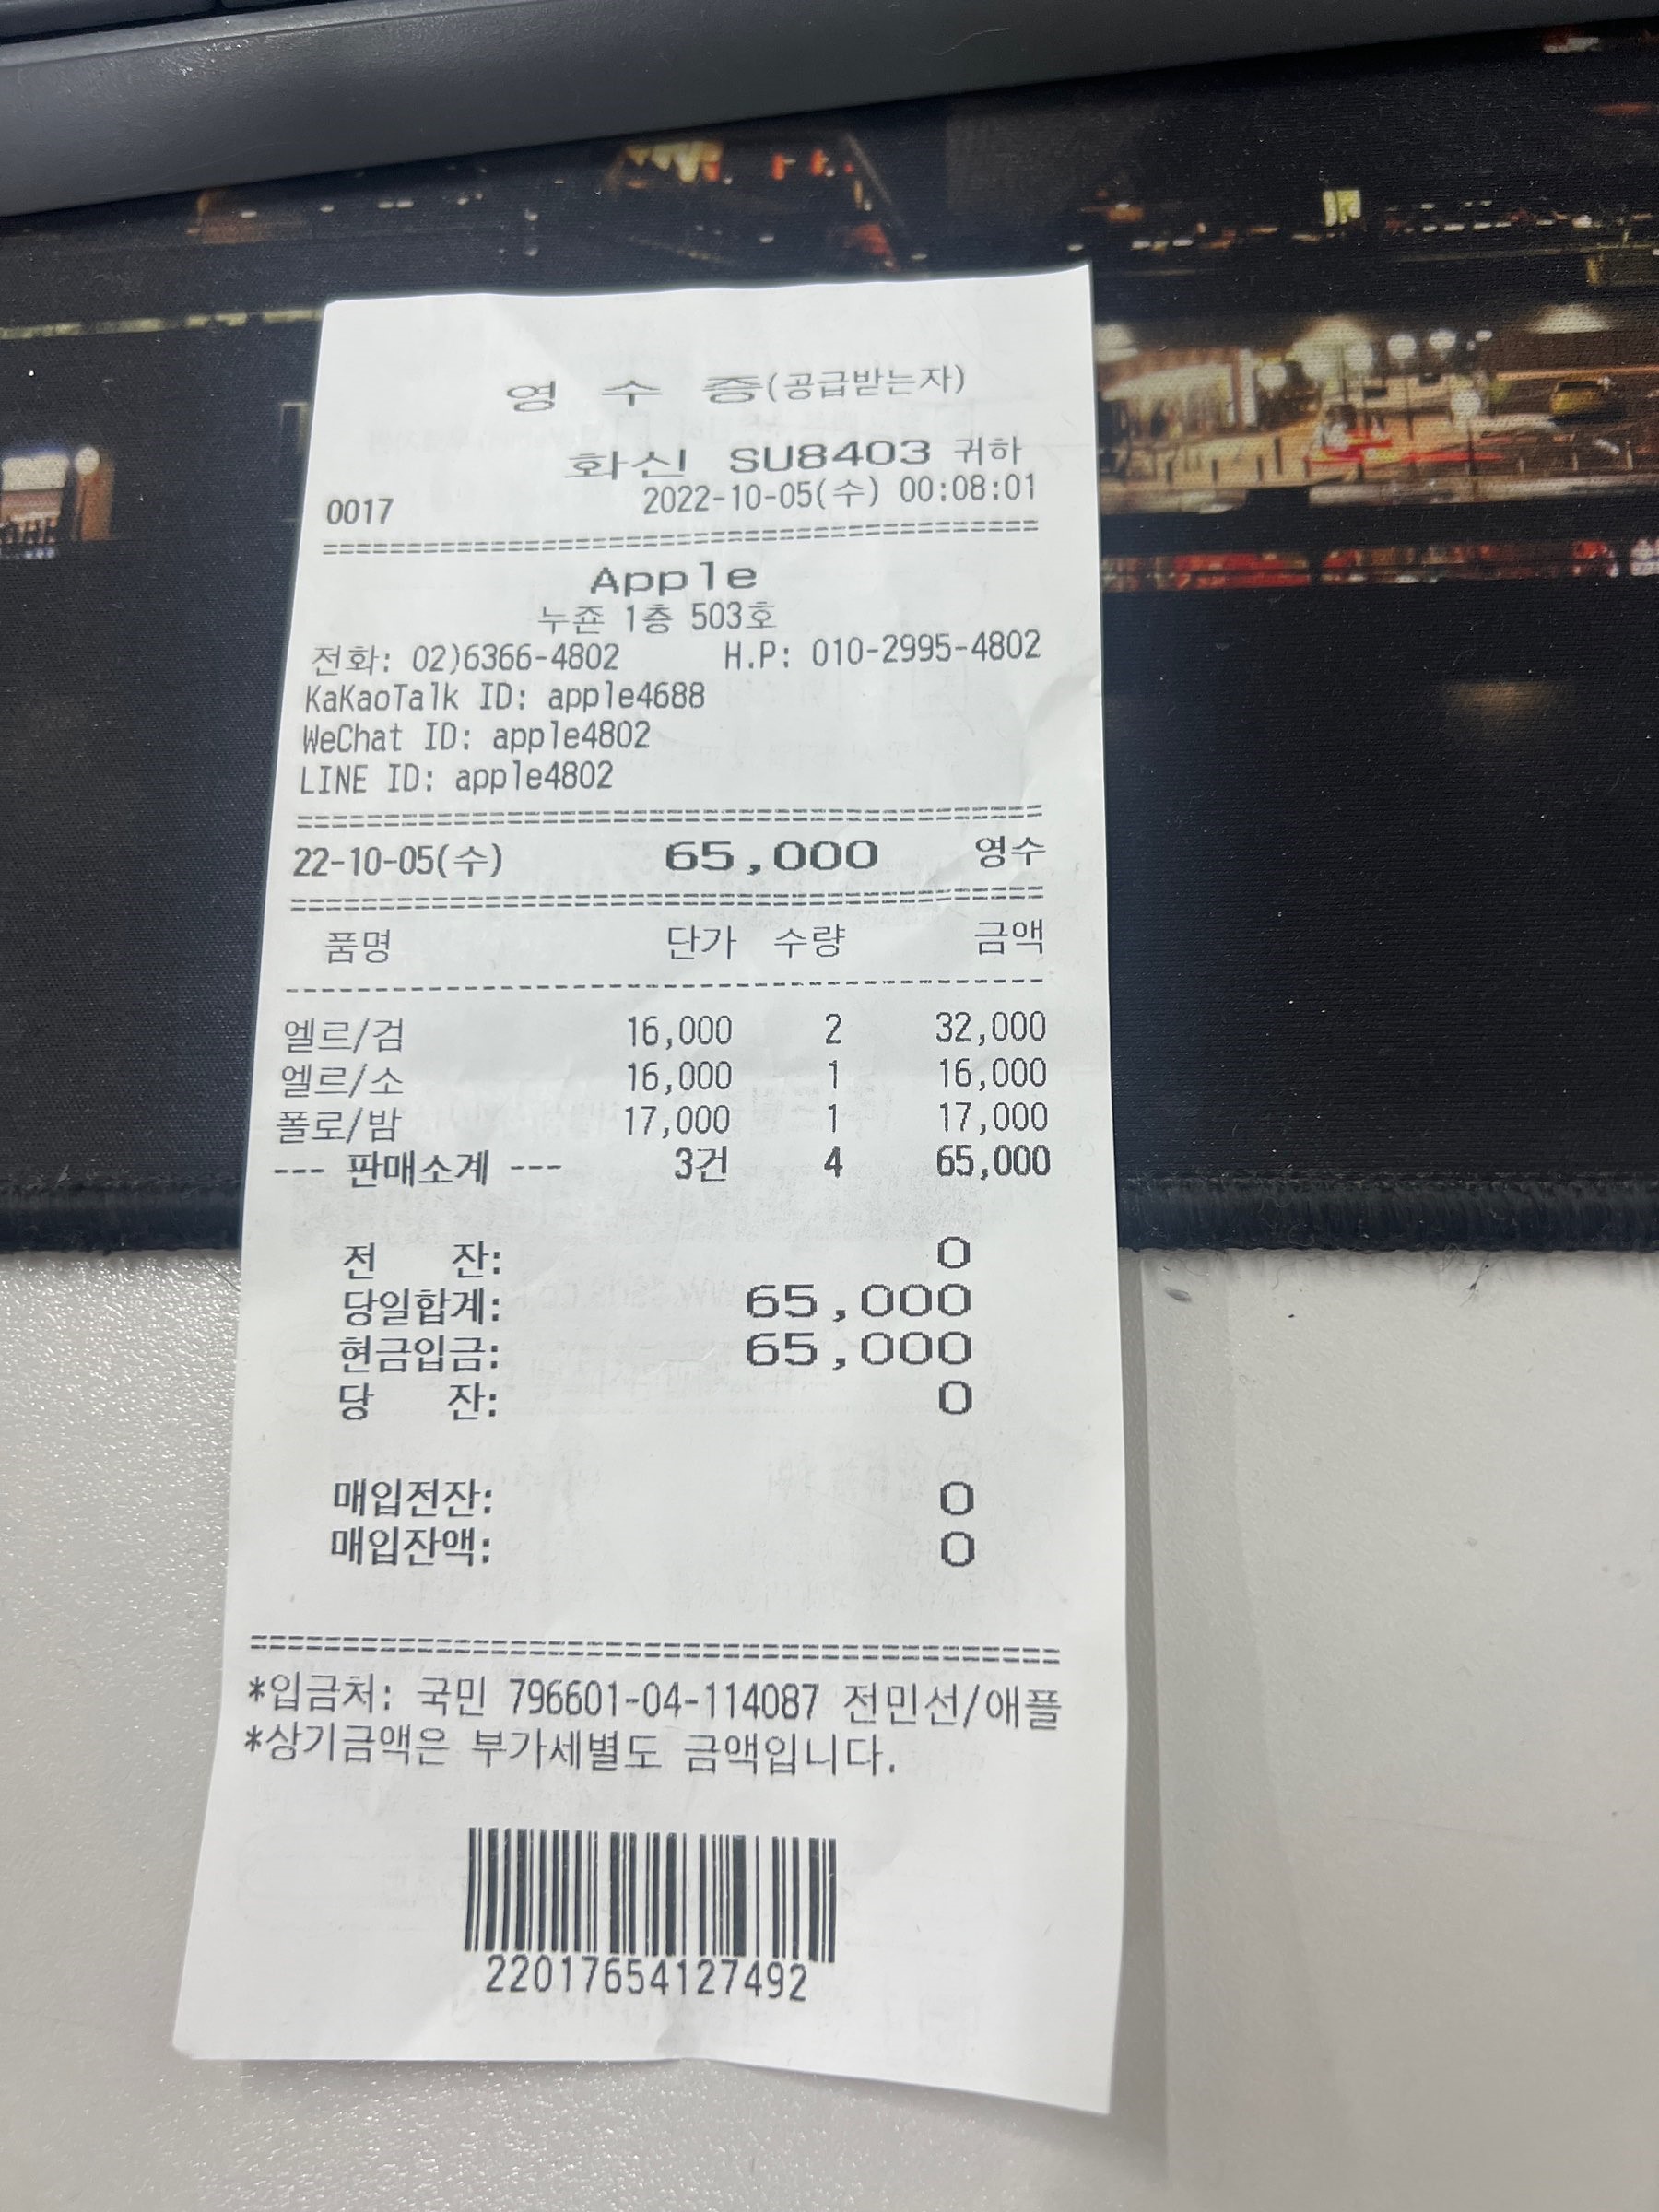 영 수 증(공급받는자)
화신 SU8403 귀하
0017 2022-10-05(수) 00:08:01
========================================
Apple
누죤 1층 503호
전화: 02)6366-4802 H.P: 010-2995-4802
KaKaoTalk ID: apple4688
WeChat ID: apple4802
LINE ID: apple4802
========================================
22-10-05(수) 65,000 영수
========================================
품명 단가 수량 금액
----------------------------------------
엘르/검 16,000 2 32,000
엘르/소 16,000 1 16,000
폴로/밤 17,000 1 17,000
--- 판매소계 --- 3건 4 65,000
전 잔: 0
당일합계: 65,000
현금입금: 65,000
당 잔: 0
매입전잔: 0
매입잔액: 0
========================================
*입금처: 국민 796601-04-114087 전민선/애플
*상기금액은 부가세별도 금액입니다.
22017654127492